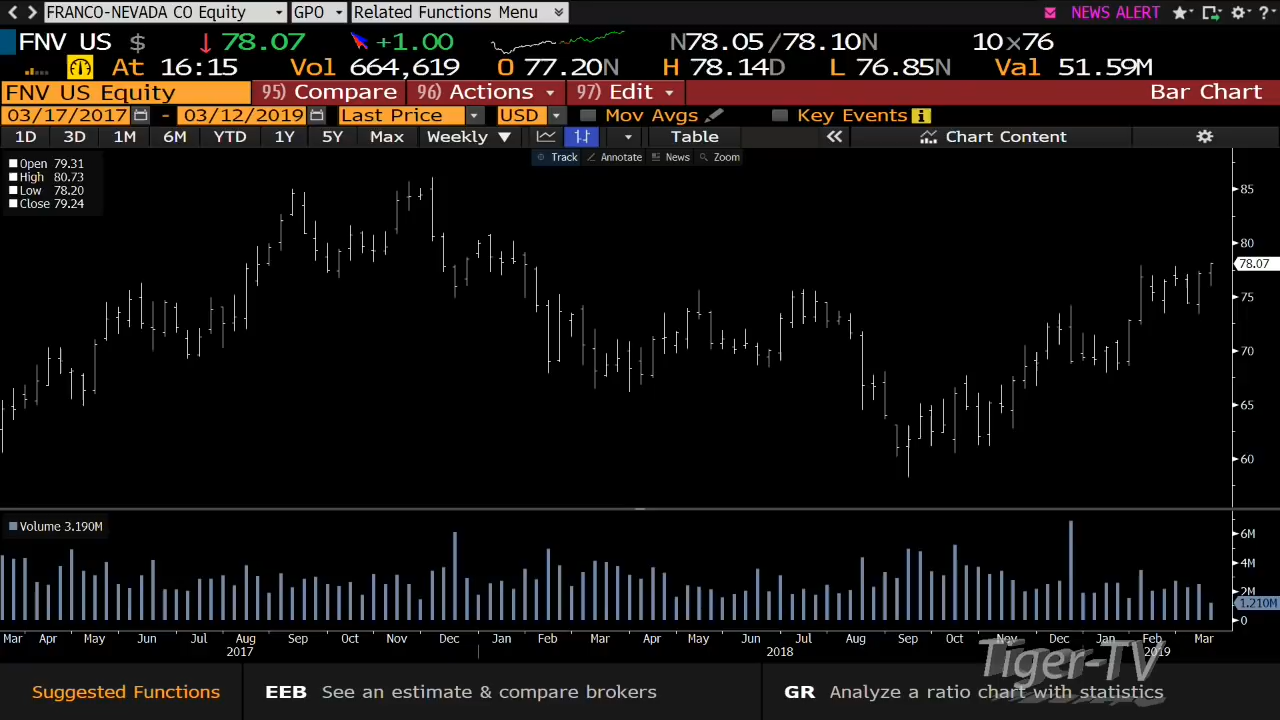 FRANCO-NEVADA CO Equity GPO Related Functions Menu NEWS ALERT ?
FNV US $ ↓ 78.07 +1.00 N78.05/78.10N 10x76
At 16:15 Vol 664,619 O 77.20N H 78.14D L 76.85N Val 51.59M
FNV US Equity 95) Compare 96) Actions 97) Edit Bar Chart
03/17/2017 - 03/12/2019 Last Price USD Mov Avgs Key Events i
1D 3D 1M 6M YTD 1Y 5Y Max Weekly ▼ Table « Chart Content
Track Annotate News Zoom
Open 79.31
High 80.73
Low 78.20
Close 79.24
85
80
78.07
75
70
65
60
Volume 3.190M
6M
4M
2M
1.210M
0
Mar Apr May Jun Jul Aug Sep Oct Nov Dec Jan Feb Mar Apr May Jun Jul Aug Sep Oct Nov Dec Jan Feb Mar
2017 2018 2019
Tiger-TV
Suggested Functions EEB See an estimate & compare brokers GR Analyze a ratio chart with statistics